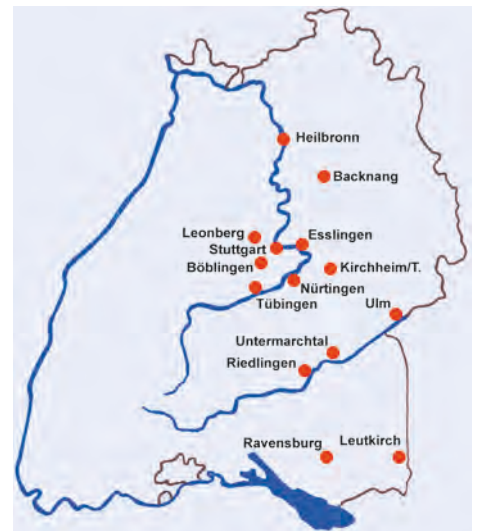 Heilbronn
Backnang
Leonberg
Esslingen
Stuttgart
Böblingen
Kirchheim/T.
Nürtingen
Tübingen
Ulm
Untermarchtal
Riedlingen
Ravensburg
Leutkirch